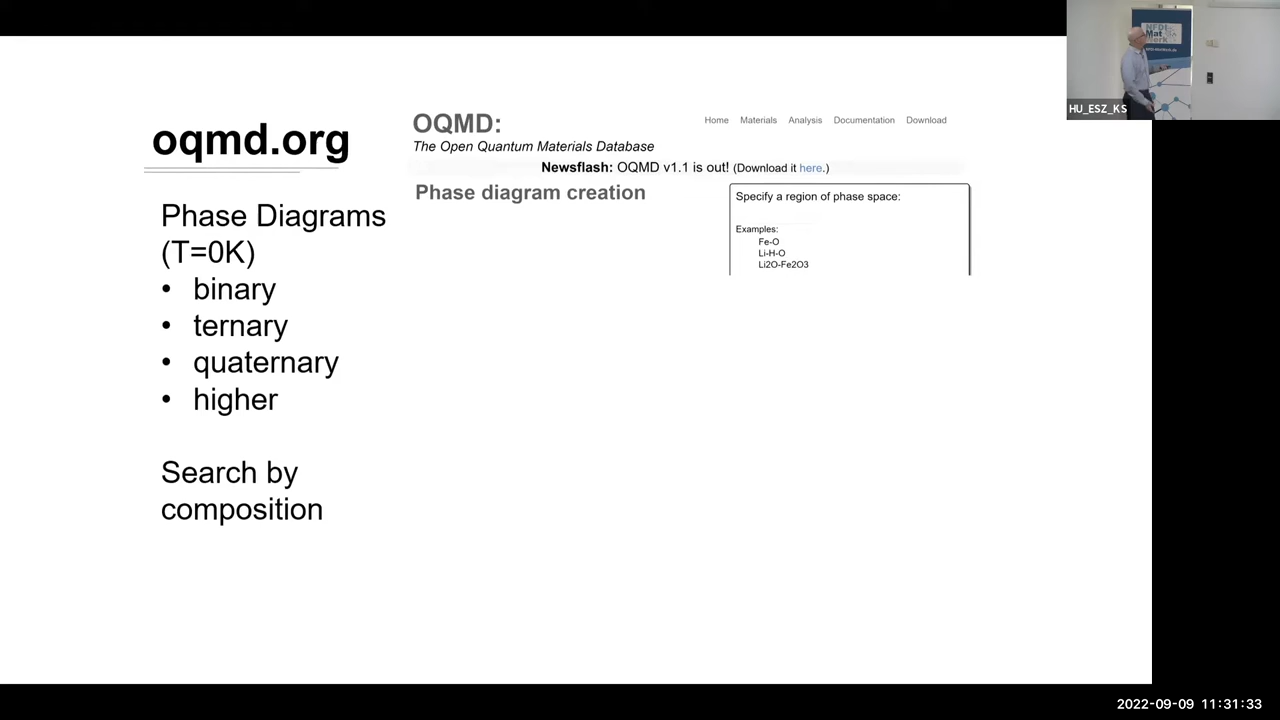 oqmd.org
Phase Diagrams
(T=0K)
• binary
• ternary
• quaternary
• higher
Search by
composition
OQMD:
The Open Quantum Materials Database
Home Materials Analysis Documentation Download
Newsflash: OQMD v1.1 is out! (Download it here.)
Phase diagram creation
Specify a region of phase space:
Examples:
Fe-O
Li-H-O
Li2O-Fe2O3
NFDI
Mat
HU_ESZ_KS
2022-09-09 11:31:33